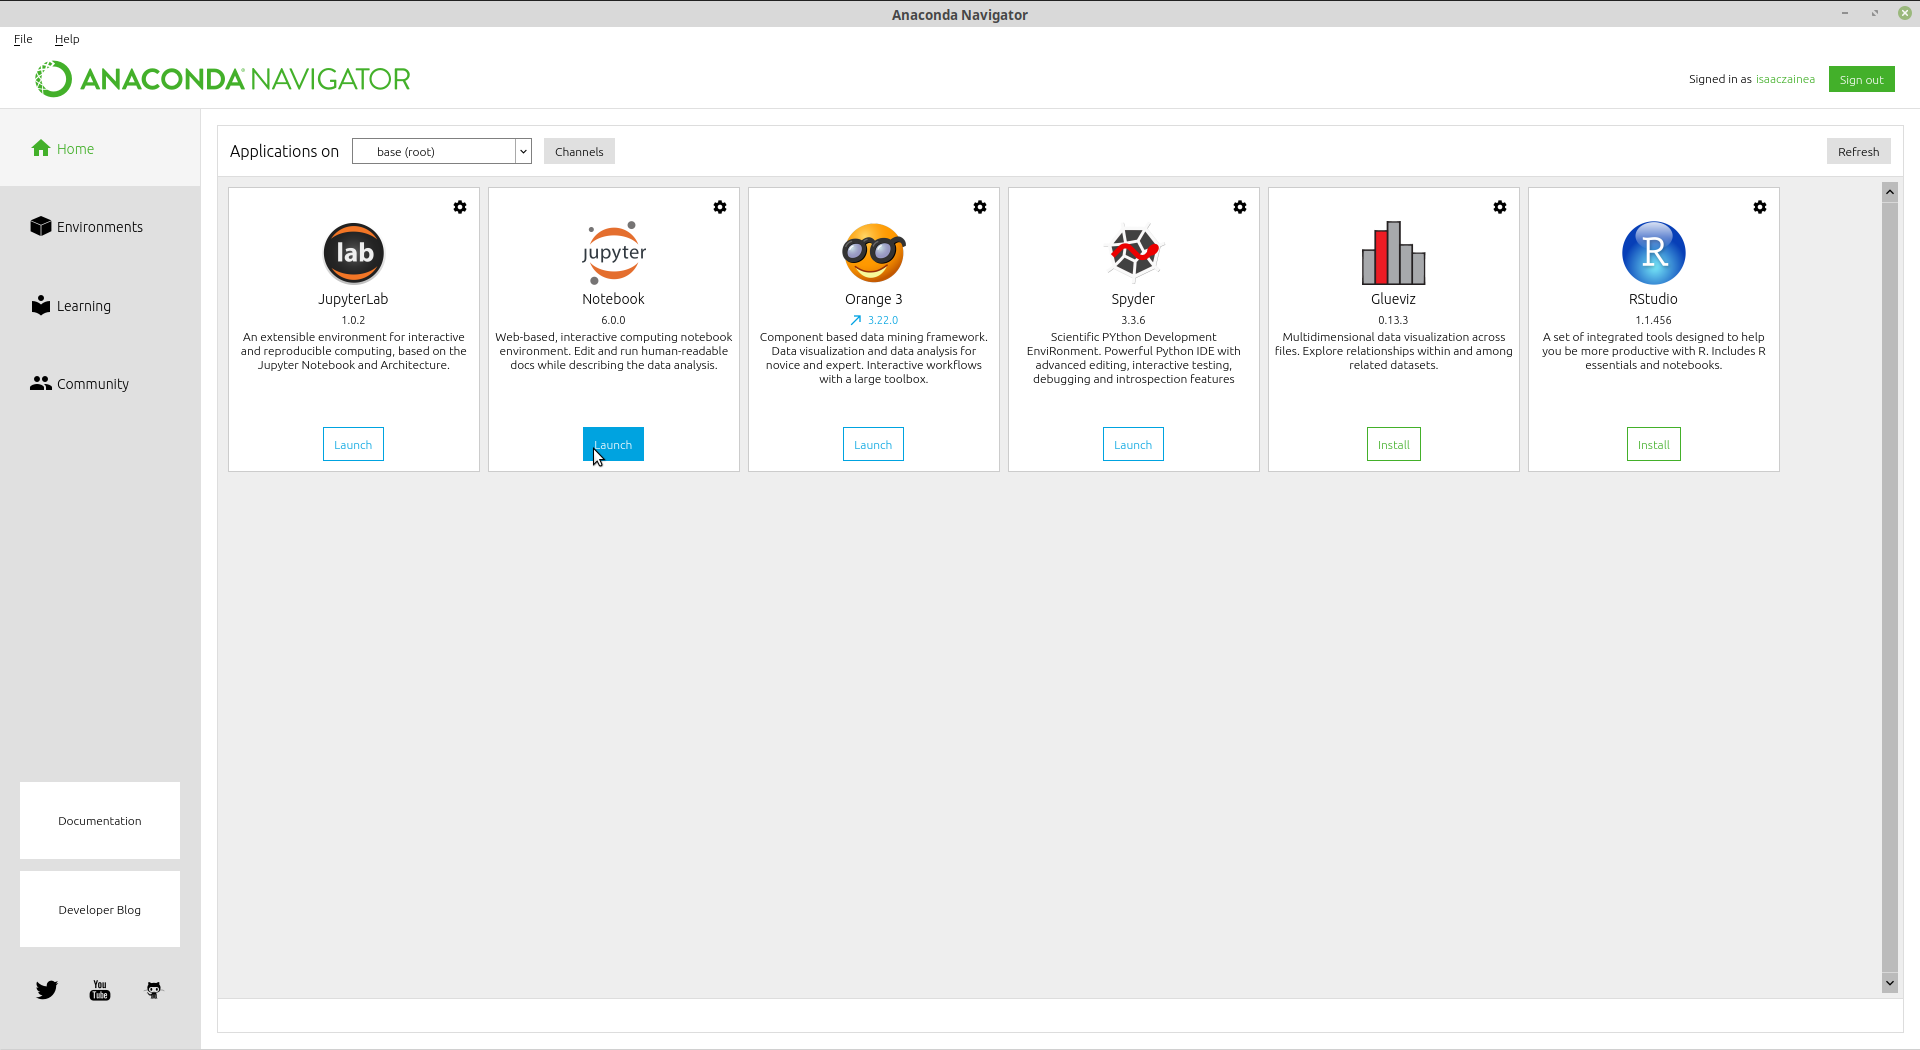 Anaconda Navigator
File Help
ANACONDA NAVIGATOR
Signed in as isaaczainea Sign out
Home
Environments
Learning
Community
Documentation
Developer Blog
You
Tube
Applications on base (root) Channels Refresh
lab
JupyterLab
1.0.2
An extensible environment for interactive
and reproducible computing, based on the
Jupyter Notebook and Architecture.
Launch
jupyter
Notebook
6.0.0
Web-based, interactive computing notebook
environment. Edit and run human-readable
docs while describing the data analysis.
Launch
Orange 3
3.22.0
Component based data mining framework.
Data visualization and data analysis for
novice and expert. Interactive workflows
with a large toolbox.
Launch
Spyder
3.3.6
Scientific PYthon Development
EnviRonment. Powerful Python IDE with
advanced editing, interactive testing,
debugging and introspection features
Launch
Glueviz
0.13.3
Multidimensional data visualization across
files. Explore relationships within and among
related datasets.
Install
R
RStudio
1.1.456
A set of integrated tools designed to help
you be more productive with R. Includes R
essentials and notebooks.
Install